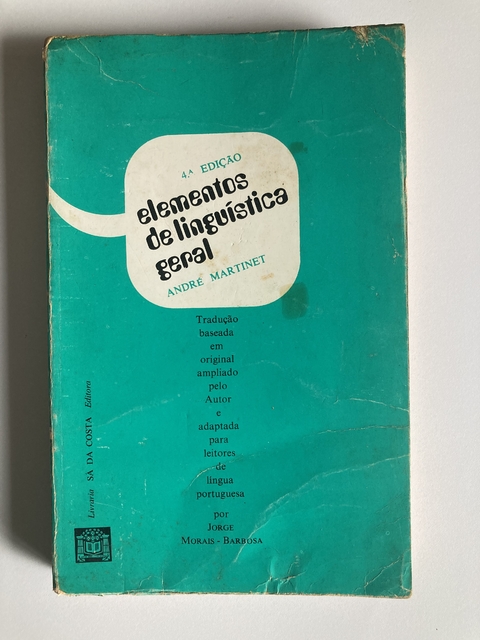 4.ª EDIÇÃO
elementos
de linguística
geral
ANDRÉ MARTINET
Tradução
baseada
em
original
ampliado
pelo
Autor
e
adaptada
para
leitores
de
língua
portuguesa
por
JORGE
MORAIS - BARBOSA
Livraria SÁ DA COSTA Editora